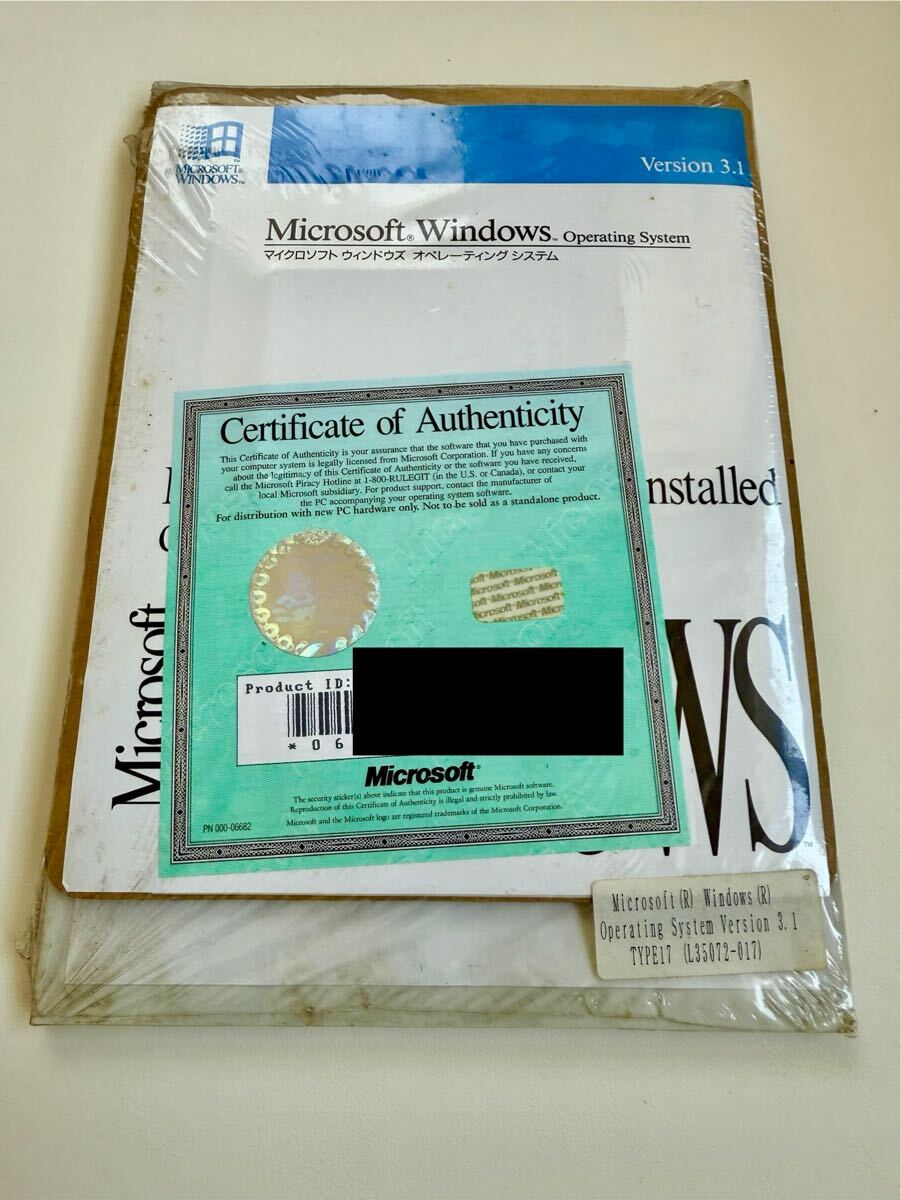 MICROSOFT®
WINDOWS™
Version 3.1
Microsoft® Windows™ Operating System
マイクロソフト ウィンドウズ オペレーティング システム
Certificate of Authenticity
This Certificate of Authenticity is your assurance that the software that you have purchased with
your computer system is legally licensed from Microsoft Corporation. If you have any concerns
about the legitimacy of this Certificate of Authenticity or the software you have received,
call the Microsoft Piracy Hotline at 1-800-RULEGIT (in the U.S. or Canada), or contact your
local Microsoft subsidiary. For product support, contact the manufacturer of
the PC accompanying your operating system software.
For distribution with new PC hardware only. Not to be sold as a standalone product.
nstalled
Microsoft
WS™
Product ID:
* 0 6
Microsoft®
The security sticker(s) above indicate that this product is genuine Microsoft software.
Reproduction of this Certificate of Authenticity is illegal and strictly prohibited by law.
Microsoft and the Microsoft logo are registered trademarks of the Microsoft Corporation.
PN 000-06682
Microsoft(R) Windows(R)
Operating System Version 3.1
TYPE17 (L35072-017)